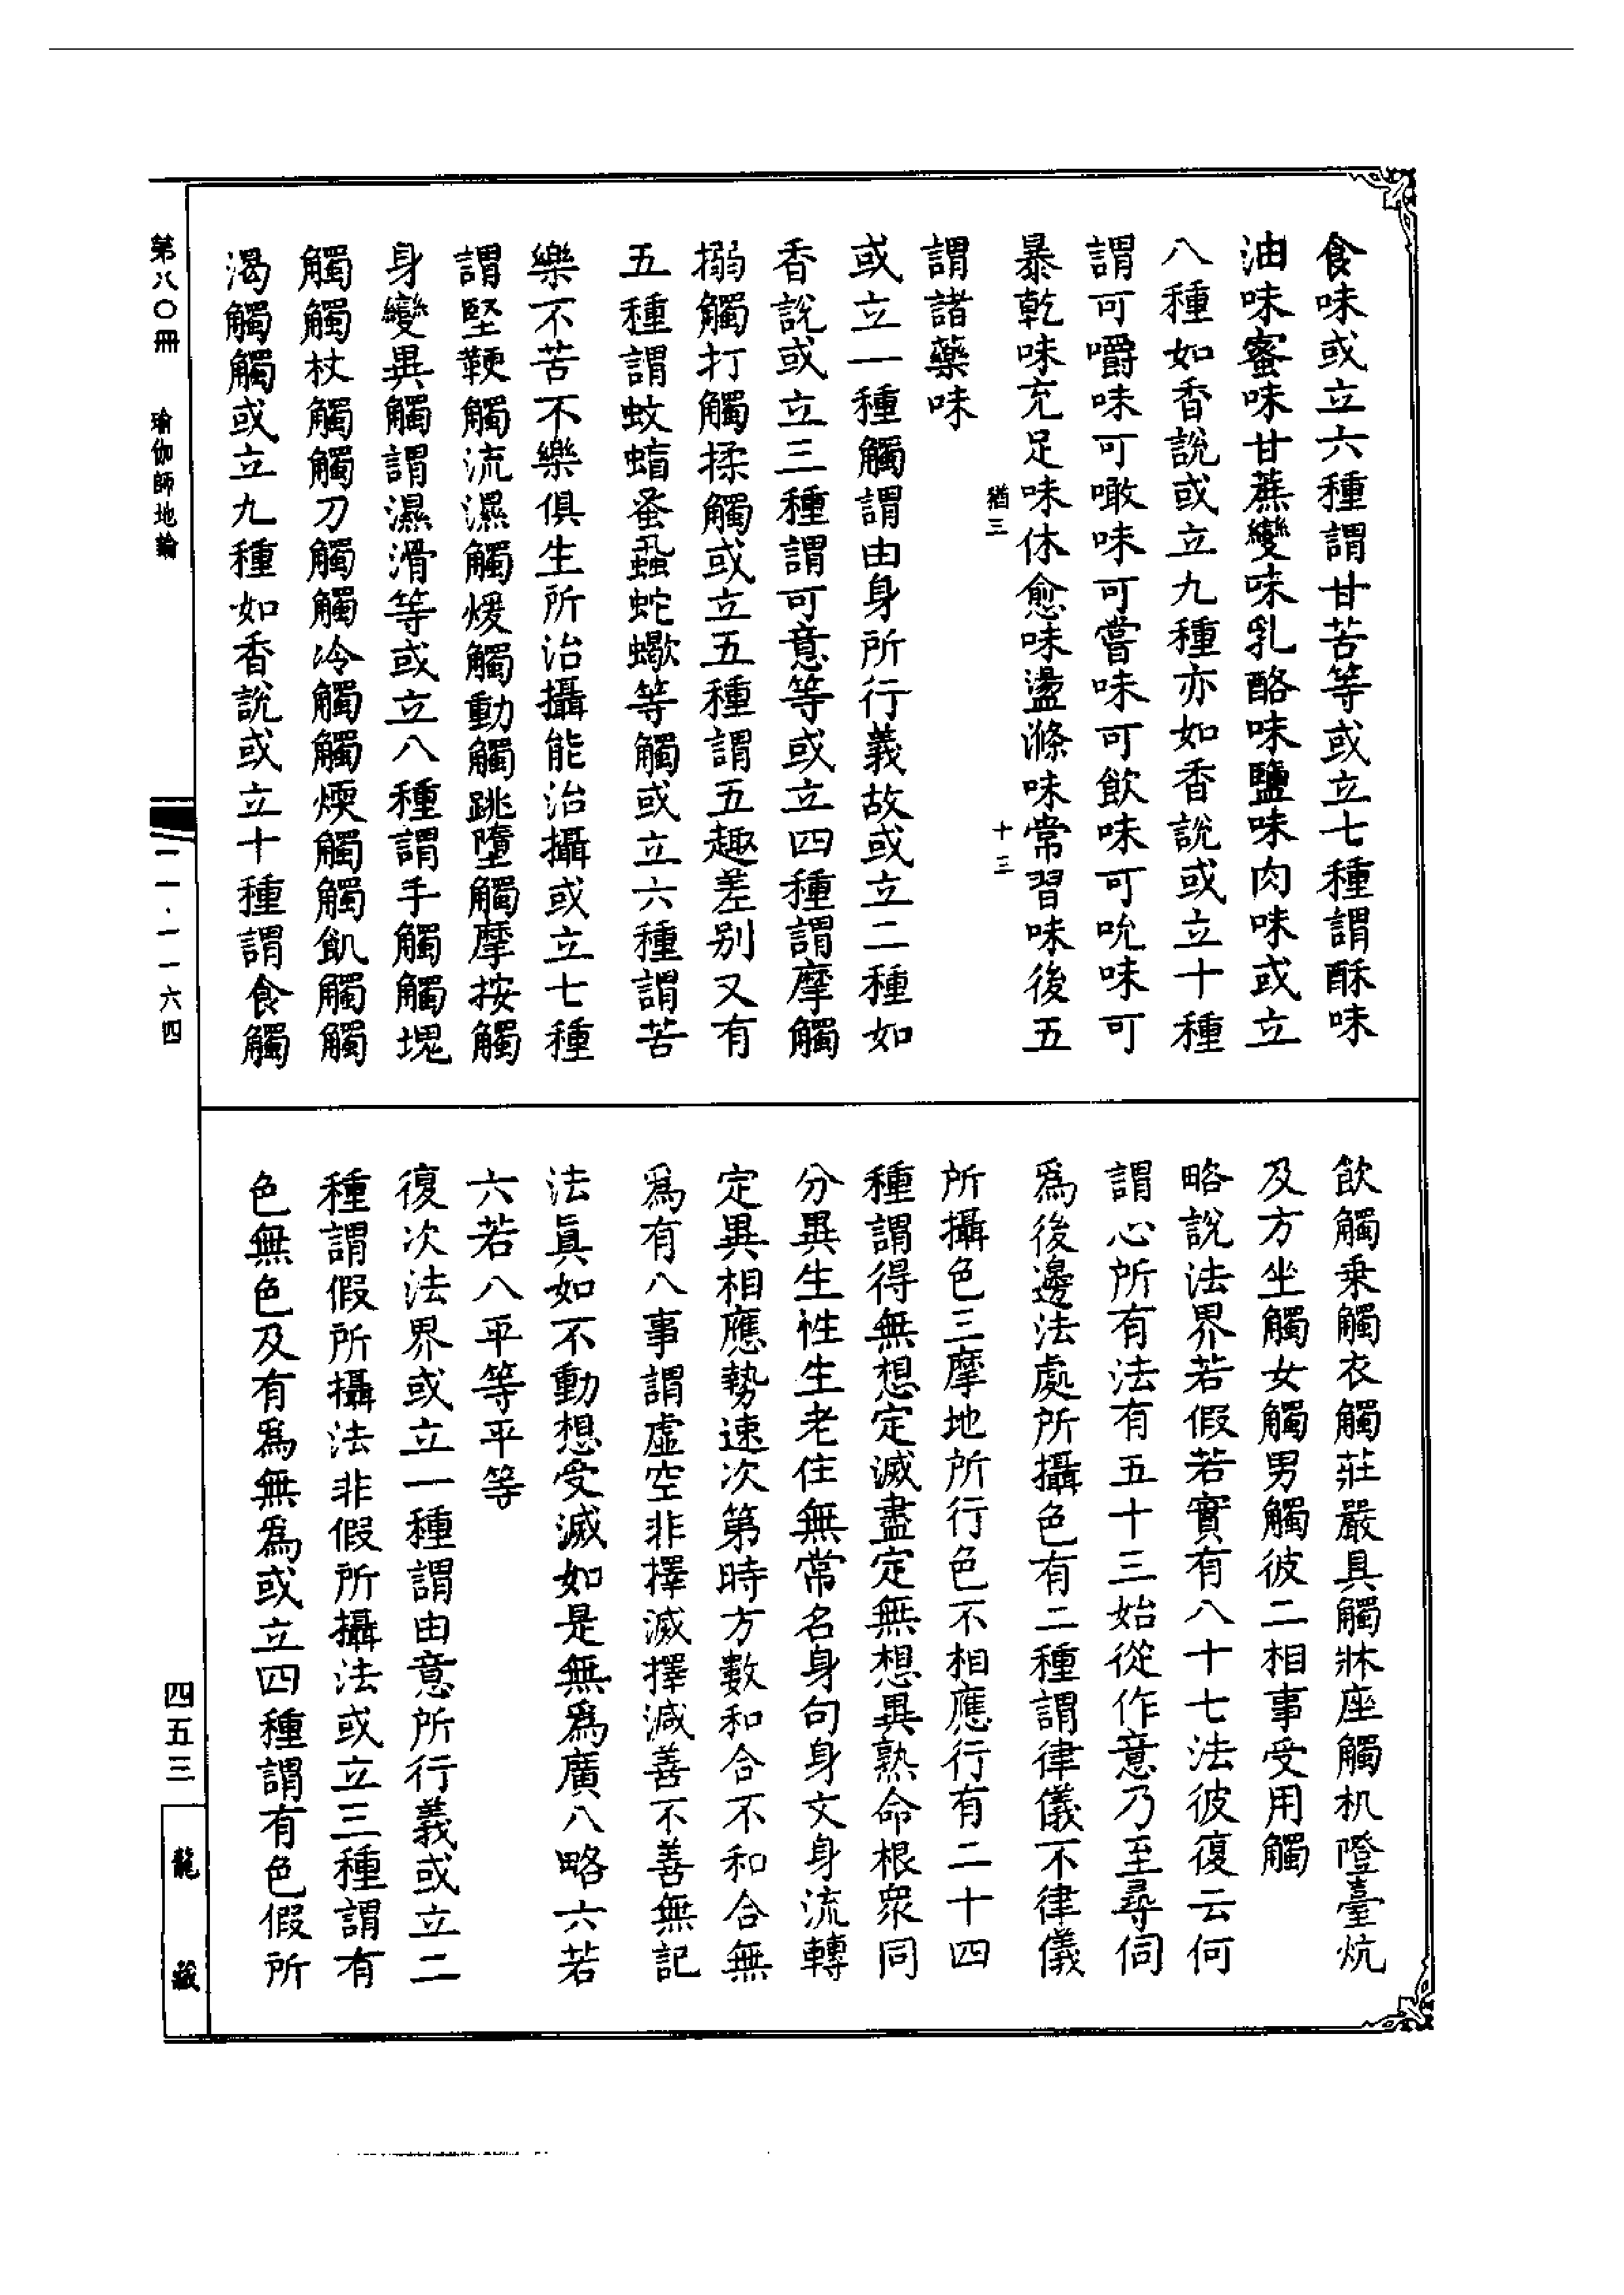 食味或立六種謂甘苦等或立七種謂酥味
油味蜜味甘蔗變味乳酪味鹽味肉味或立
八種如香說或立九種亦如香說或立十種
謂可嚼味可噉味可嘗味可飲味可吮味可
暴乾味充足味休愈味盪滌味常習味後五
猶三
十三
謂諸藥味
或立一種觸謂由身所行義故或立二種如
香說或立三種謂可意等或立四種謂摩觸
搦觸打觸揉觸或立五種謂五趣差別又有
五種謂蚊蝱蚤蝨蛇蠍等觸或立六種謂苦
樂不苦不樂俱生所治攝能治攝或立七種
謂堅鞕觸流濕觸煖觸動觸跳墮觸摩按觸
身變異觸謂濕滑等或立八種謂手觸觸塊
觸觸杖觸觸刀觸觸冷觸觸煗觸觸飢觸觸
渴觸觸或立九種如香說或立十種謂食觸
飲觸乘觸衣觸莊嚴具觸牀座觸机隥臺炕
及方坐觸女觸男觸彼二相事受用觸
略說法界若假若實有八十七法彼復云何
謂心所有法有五十三始從作意乃至尋伺
爲後邊法處所攝色有二種謂律儀不律儀
所攝色三摩地所行色不相應行有二十四
種謂得無想定滅盡定無想異熟命根衆同
分異生性生老住無常名身句身文身流轉
定異相應勢速次第時方數和合不和合無
爲有八事謂虛空非擇滅擇滅善不善無記
法眞如不動想受滅如是無爲廣八略六若
六若八平等平等
復次法界或立一種謂由意所行義或立二
種謂假所攝法非假所攝法或立三種謂有
色無色及有爲無爲或立四種謂有色假所
第八〇冊　瑜伽師地論
一一·一一六四
四五三
龍藏